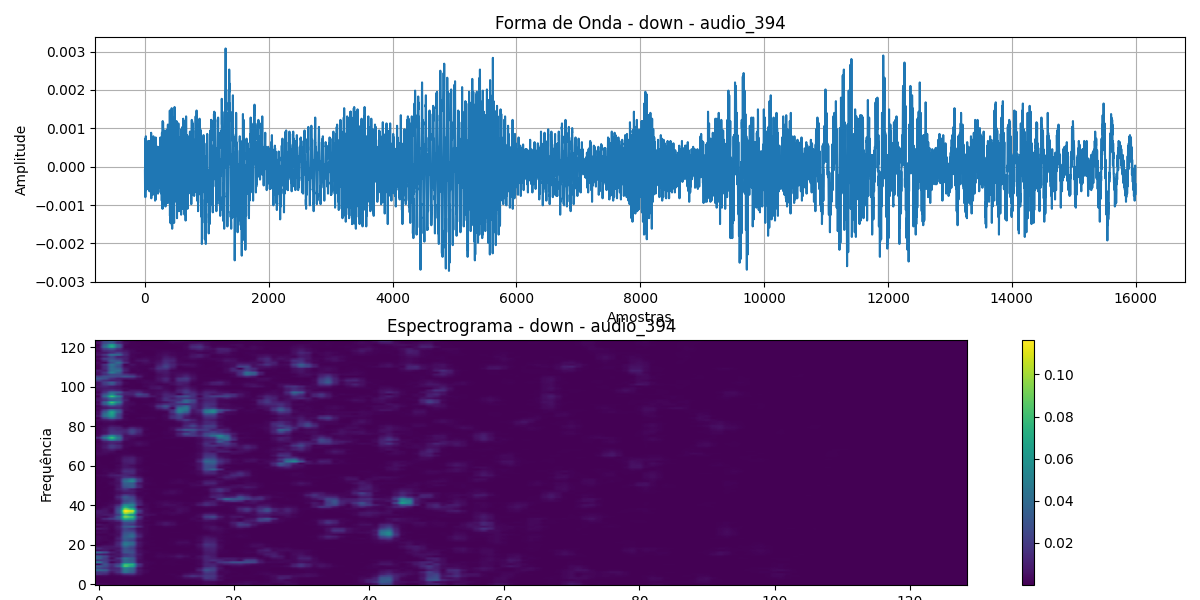 Forma de Onda - down - audio_394
0.003
0.002
0.001
0.000
−0.001
−0.002
−0.003
Amplitude
0 2000 4000 6000 8000 10000 12000 14000 16000
Amostras
Espectrograma - down - audio_394
120
100
80
60
40
20
0
Frequência
0 20 40 60 80 100 120
0.10
0.08
0.06
0.04
0.02